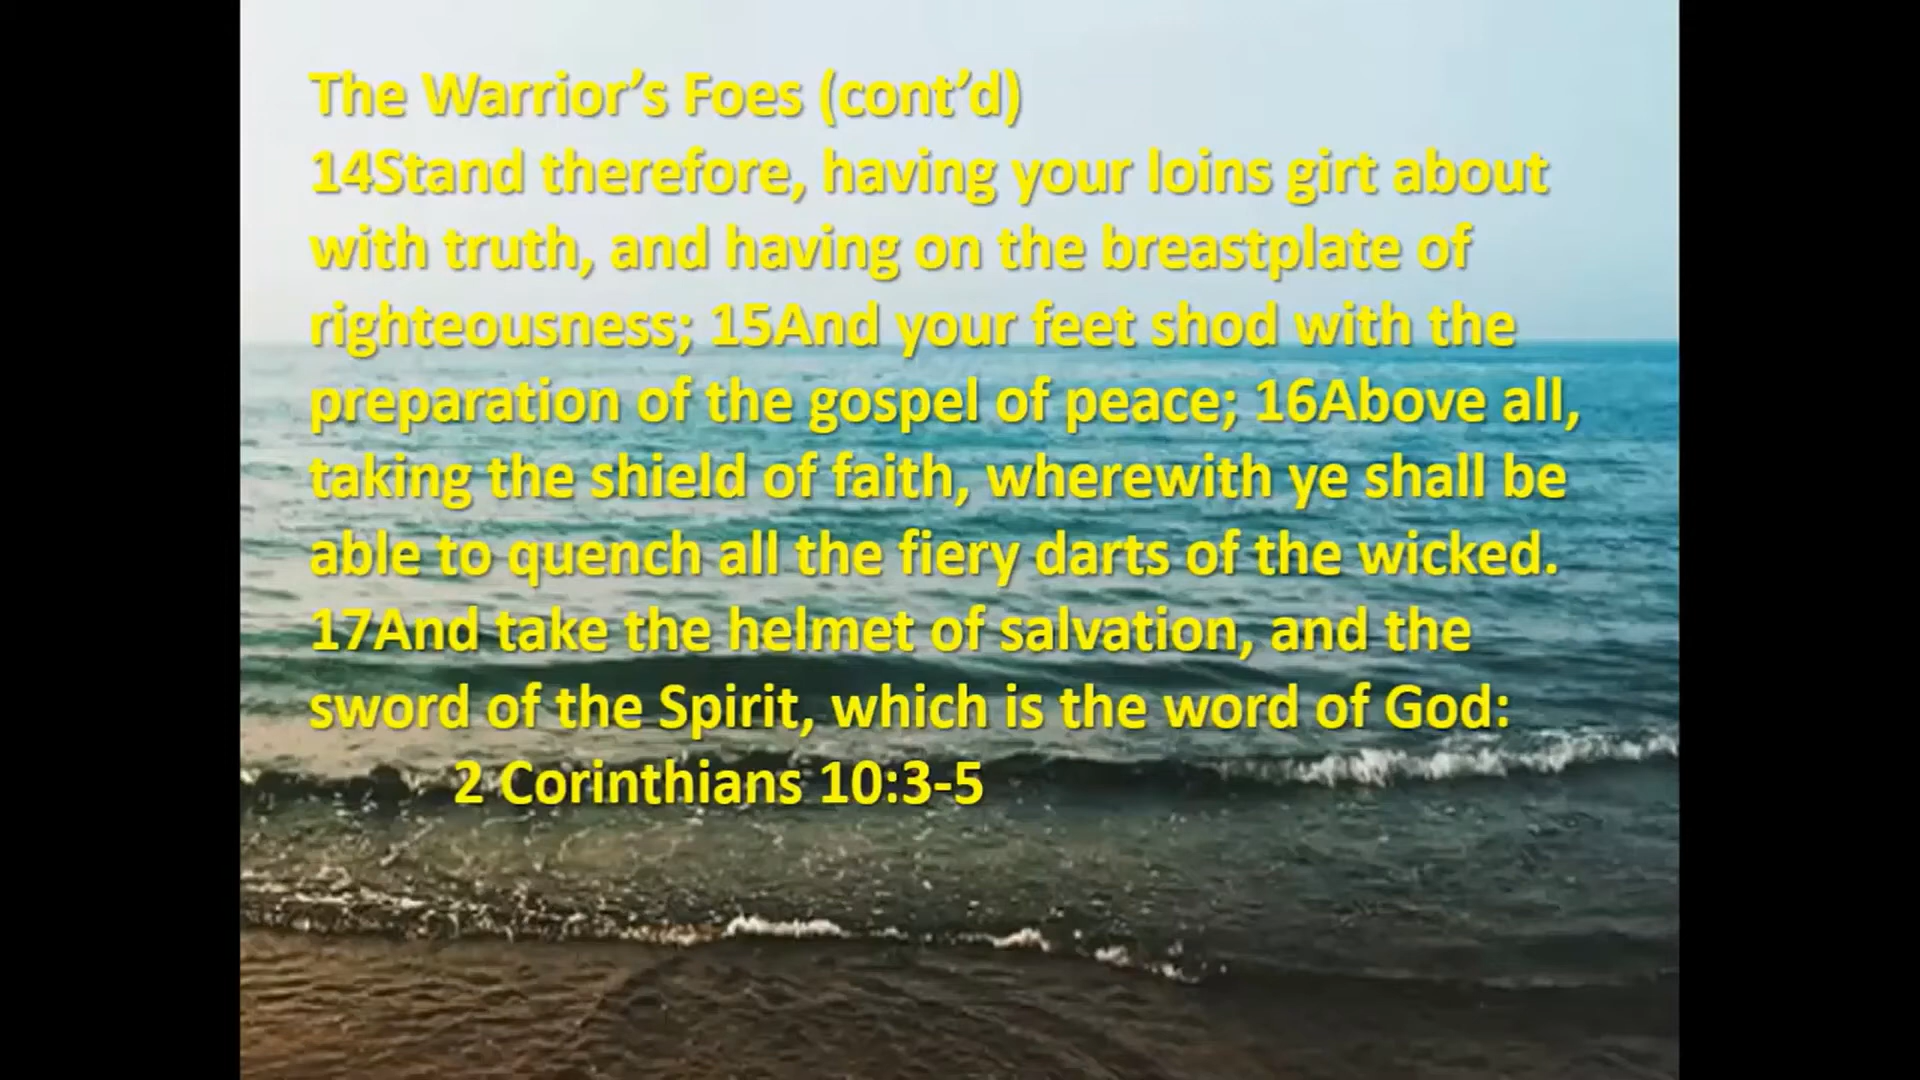 The Warrior’s Foes (cont’d)
14Stand therefore, having your loins girt about
with truth, and having on the breastplate of
righteousness; 15And your feet shod with the
preparation of the gospel of peace; 16Above all,
taking the shield of faith, wherewith ye shall be
able to quench all the fiery darts of the wicked.
17And take the helmet of salvation, and the
sword of the Spirit, which is the word of God:
2 Corinthians 10:3-5